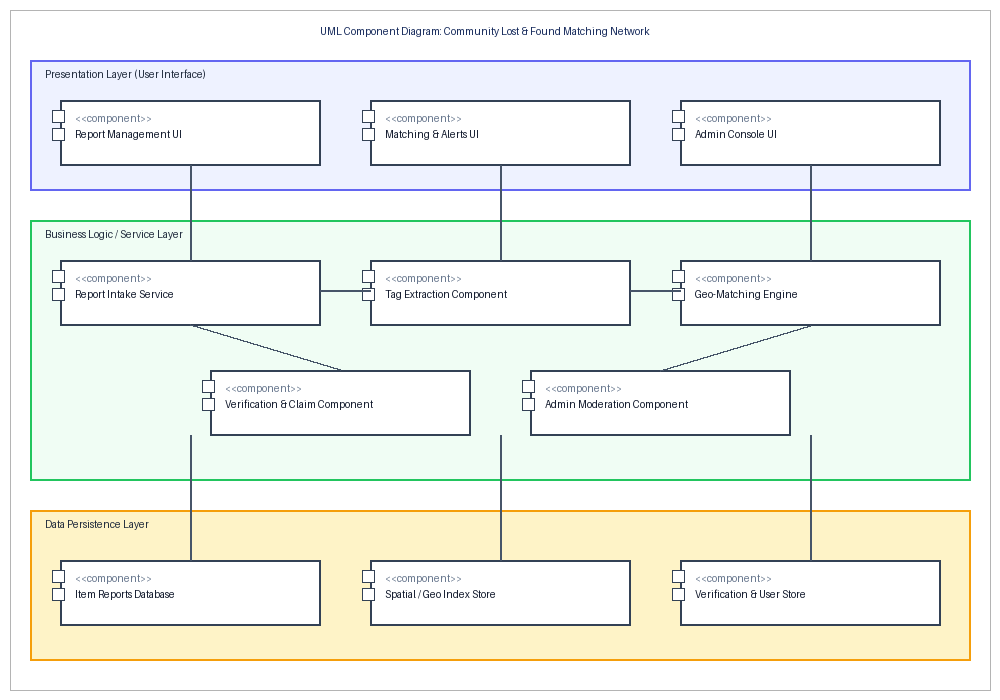 UML Component Diagram: Community Lost & Found Matching Network
Presentation Layer (User Interface)
<<component>>
Report Management UI
<<component>>
Matching & Alerts UI
<<component>>
Admin Console UI
Business Logic / Service Layer
<<component>>
Report Intake Service
<<component>>
Tag Extraction Component
<<component>>
Geo-Matching Engine
<<component>>
Verification & Claim Component
<<component>>
Admin Moderation Component
Data Persistence Layer
<<component>>
Item Reports Database
<<component>>
Spatial / Geo Index Store
<<component>>
Verification & User Store